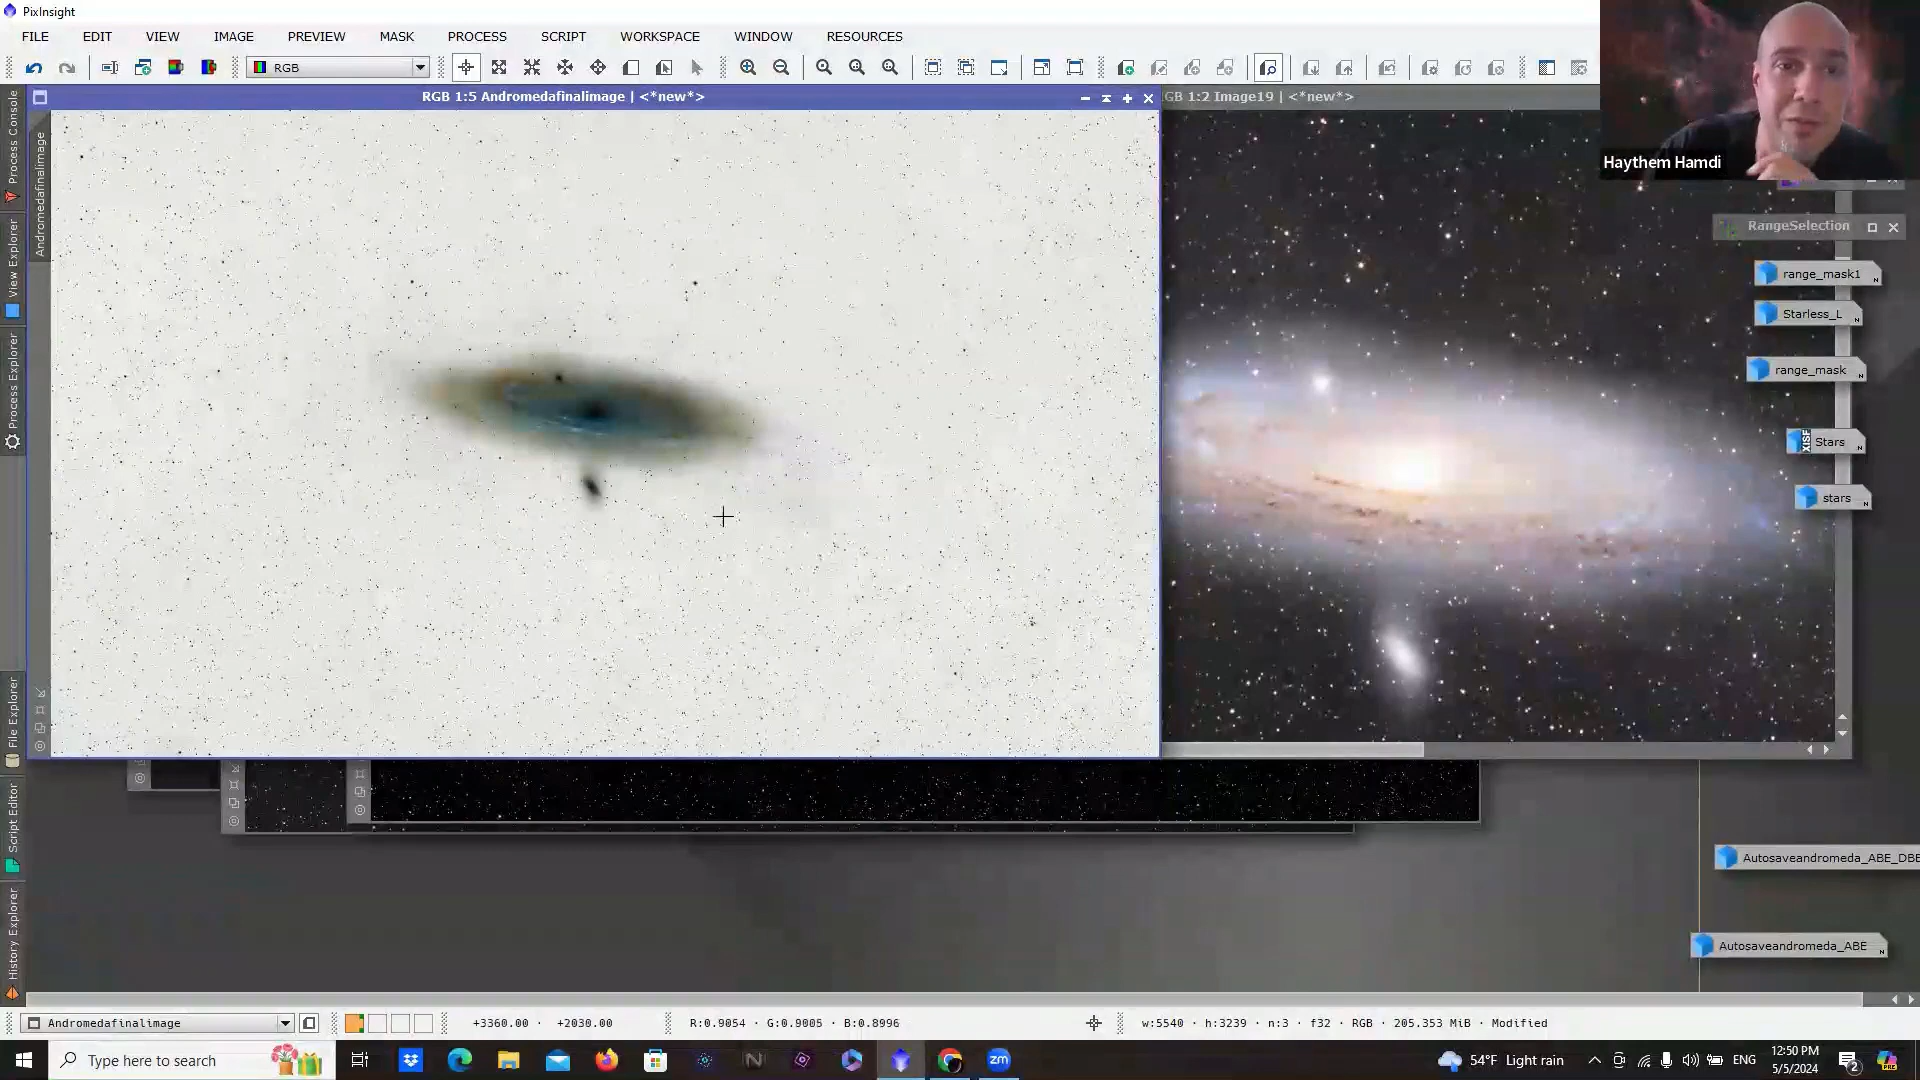 PixInsight
FILE EDIT VIEW IMAGE PREVIEW MASK PROCESS SCRIPT WORKSPACE WINDOW RESOURCES
RGB
RGB 1:5 Andromedafinalimage | <*new*>
GB 1:2 Image19 | <*new*>
Haythem Hamdi
Process Console
View Explorer
Process Explorer
File Explorer
Script Editor
History Explorer
Andromedafinalimage
RangeSelection
range_mask1
Starless_L
range_mask
XISF
Stars
stars
Autosaveandromeda_ABE_DBE
Autosaveandromeda_ABE
Andromedafinalimage
+3360.00 · +2030.00
R:0.9054 · G:0.9005 · B:0.8996
w:5540 · h:3239 · n:3 · f32 · RGB · 205.353 MiB · Modified
Type here to search
zm
54°F Light rain
ENG
12:50 PM
5/5/2024
2